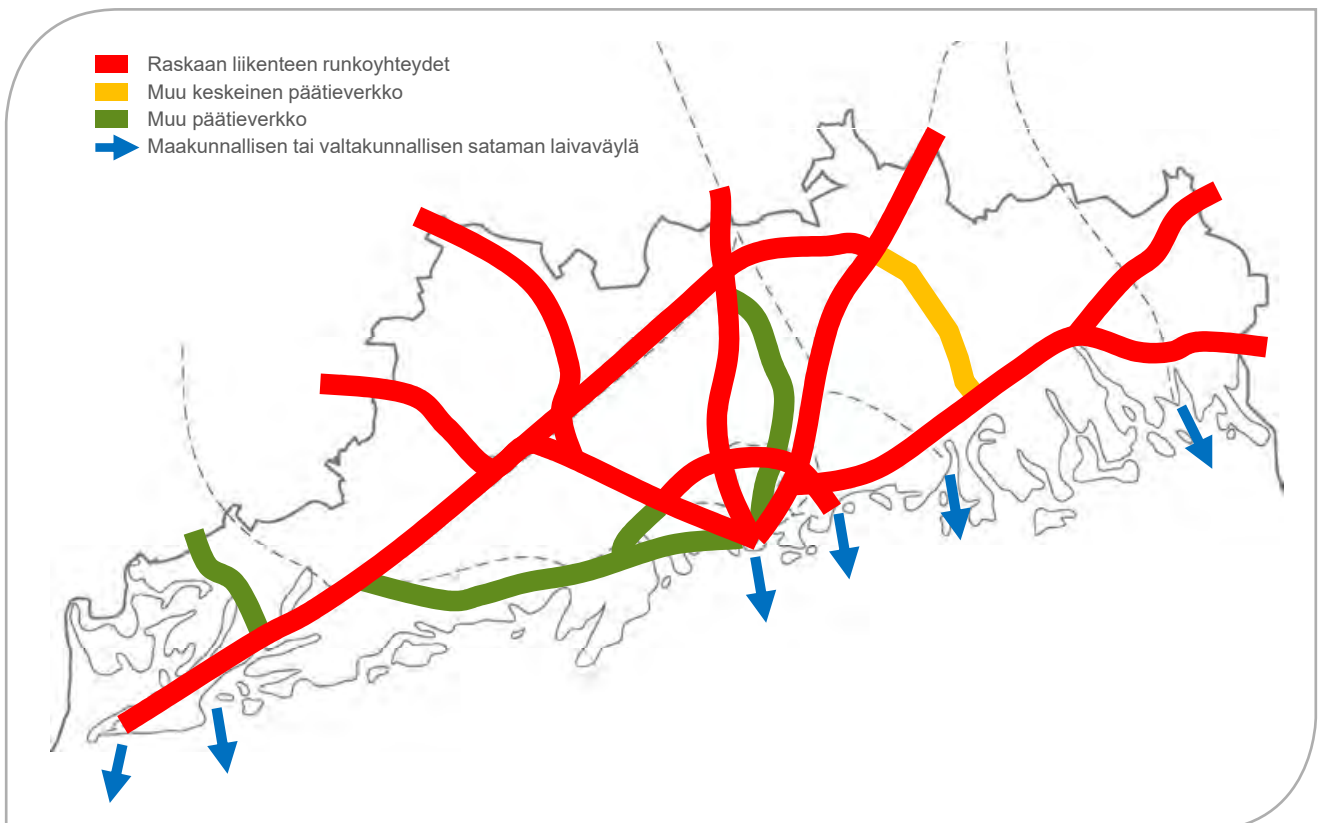 Raskaan liikenteen runkoyhteydet
Muu keskeinen päätieverkko
Muu päätieverkko
Maakunnallisen tai valtakunnallisen sataman laivaväylä